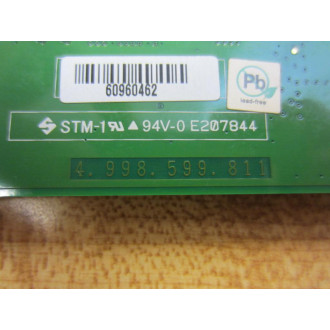 60960462
Pb
lead-free
STM-1 ▲ 94V-0 E207844
4.998.599.811